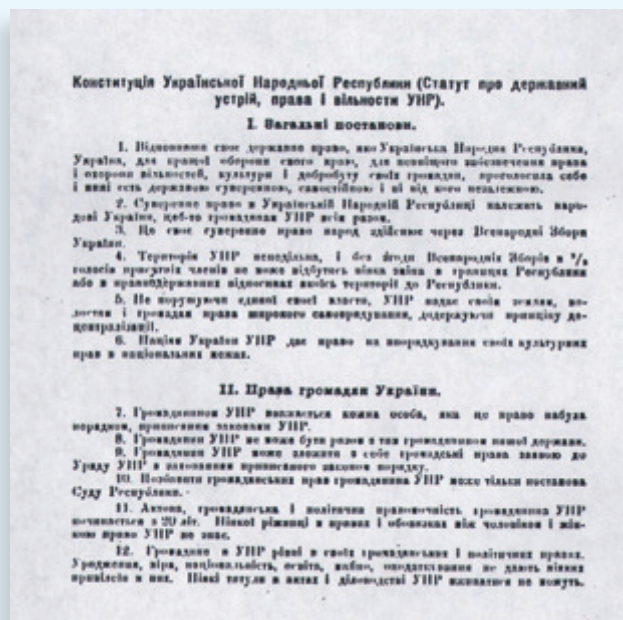 Конституція Української Народньої Республики (Статут про державний
устрій, права і вільности УНР).
І. Загальні постанови.
1. Відновивши своє державне право, яко Українська Народня Республика,
Україна, для кращої оборони свого краю, для певнішого забезпечення права
і охорони вільностей, культури і добробуту своїх громадян, проголосила себе
і нині єсть державою суверенною, самостійною і ні від кого незалежною.
2. Суверенне право в Українській Народній Республиці належить наро-
дові України, цеб-то громадянам УНР всім разом.
3. Це своє суверенне право народ здійснює через Всенародні Збори
України.
4. Територія УНР неподільна, і без згоди Всенародніх Зборів в
голосів присутніх членів не може відбутись ніяка зміна в границях Республики
або в правнодержавних відносинах якоїсь території до Республики.
5. Не порушуючи єдиної своєї власти, УНР надає своїм землям, во-
лостям і громадам права широкого самоврядування, додержуючи принціпу де-
централізації.
6. Націям України УНР дає право на впорядкування своїх культурних
прав в національних межах.
II. Права громадян України.
7. Громадянином УНР вважається кожна особа, яка це право набула
порядком, приписаним законами УНР.
8. Громадянин УНР не може бути разом з тим громадянином іншої держави.
9. Громадянин УНР може зложити з себе громадські права заявою до
Уряду УНР з захованням приписаного законом порядку.
10. Позбавити громадянських прав громадянина УНР може тільки постанова
Суду Республики.
11. Актова, громадянська і політична правомочність громадянина УНР
починається з 20 літ. Ніякої ріжниці в правах і обовязках між чоловіком і жін-
кою право УНР не знає.
12. Громадяне в УНР рівні в своїх громадянських і політичних правах.
Уродження, віра, національність, освіта, майно, оподаткування не дають ніяких
привілеїв в них. Ніякі титули в актах і діловодстві УНР вживатися не можуть.